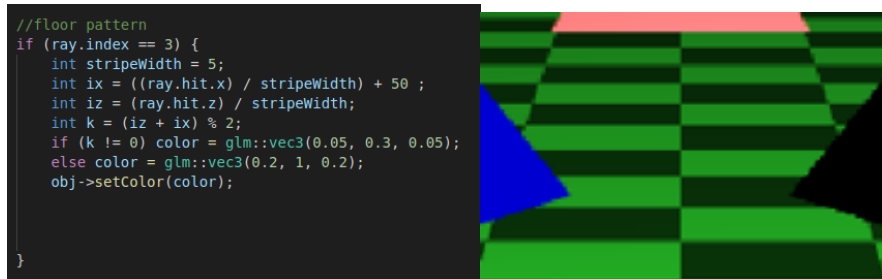 //floor pattern
if (ray.index == 3) {
int stripeWidth = 5;
int ix = ((ray.hit.x) / stripeWidth) + 50 ;
int iz = (ray.hit.z) / stripeWidth;
int k = (iz + ix) % 2;
if (k != 0) color = glm::vec3(0.05, 0.3, 0.05);
else color = glm::vec3(0.2, 1, 0.2);
obj->setColor(color);
}